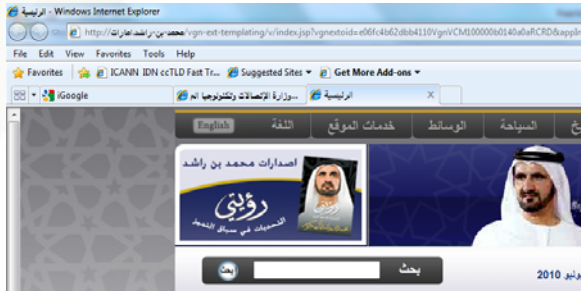 الرئيسية - Windows Internet Explorer
http://محمد-بن-راشد.امارات/vgn-ext-templating/v/index.jsp?vgnextoid=e06fc4b62dbb4110VgnVCM100000b0140a0aRCRD&appIn
File Edit View Favorites Tools Help
Favorites ICANN IDN ccTLD Fast Tr... Suggested Sites Get More Add-ons
iGoogle وزارة الإتصالات وتكنولوجيا الم... الرئيسية X
السياحة الوسائط خدمات الموقع اللغة English
اصدارات محمد بن راشد
رؤيتي
التحديات في سباق التميز
بحث بحث
يونيو 2010